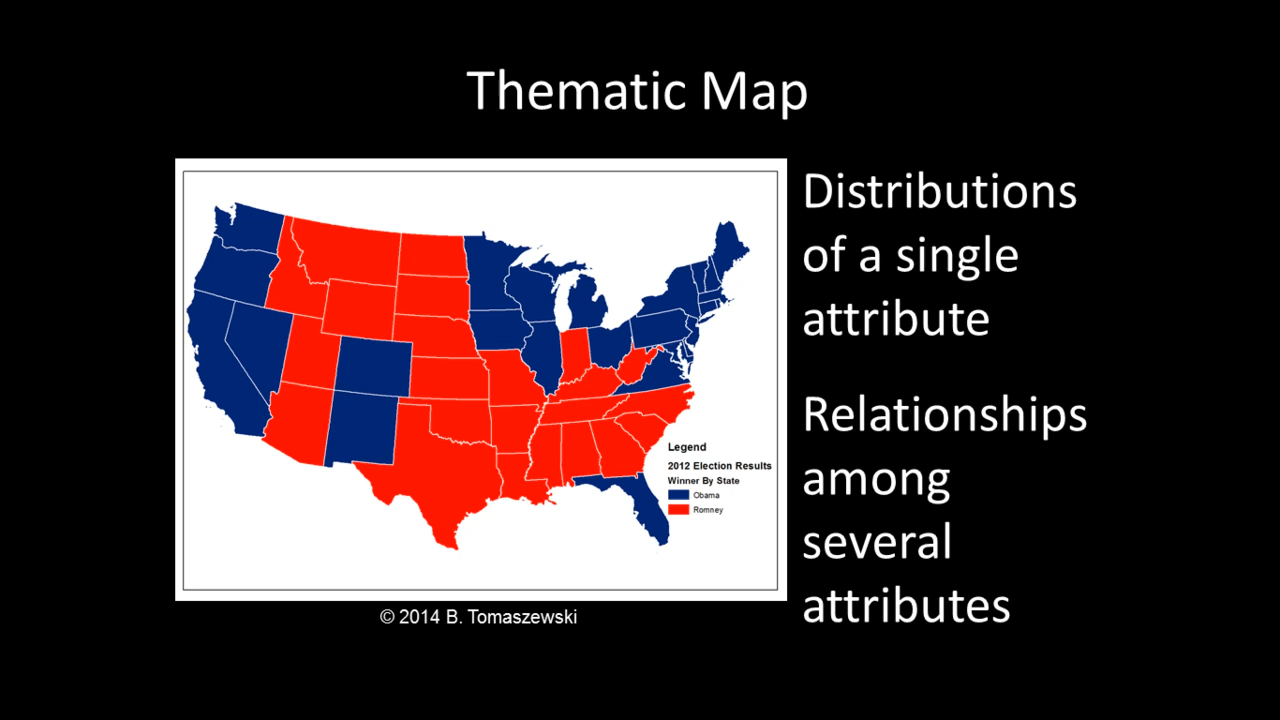 Thematic Map
Distributions
of a single
attribute
Relationships
among
several
attributes
Legend
2012 Election Results
Winner By State
Obama
Romney
© 2014 B. Tomaszewski